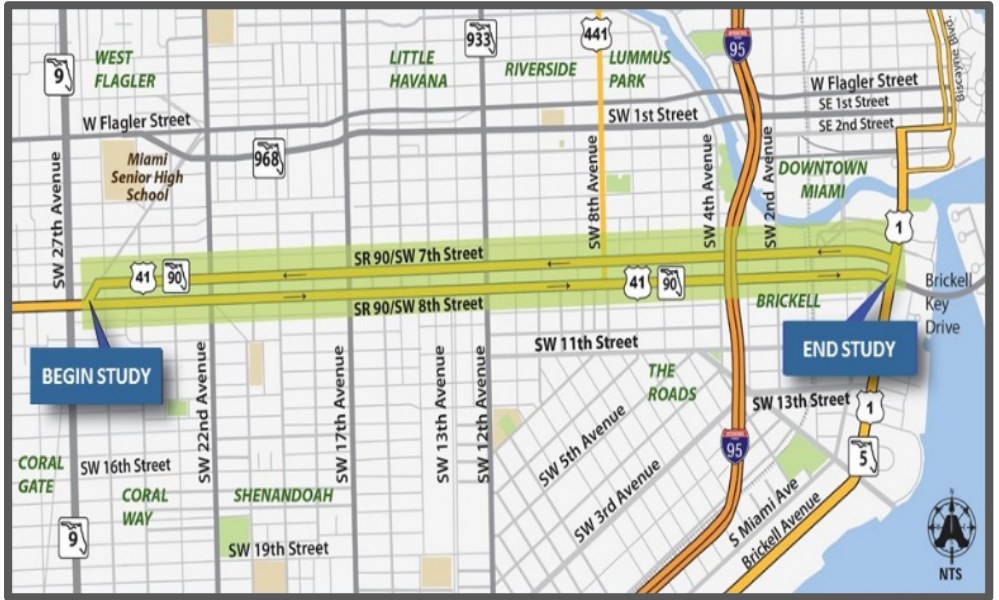 933
441
95
9
WEST
FLAGLER
LITTLE
HAVANA
RIVERSIDE
LUMMUS
PARK
Biscayne Blvd.
W Flagler Street
SE 1st Street
SE 2nd Street
W Flagler Street
SW 1st Street
968
Miami
Senior High
School
SW 27th Avenue
SW 8th Avenue
SW 4th Avenue
SW 2nd Avenue
DOWNTOWN
MIAMI
1
SR 90/SW 7th Street
41
90
41
90
SR 90/SW 8th Street
BRICKELL
Brickell
Key
Drive
BEGIN STUDY
END STUDY
SW 11th Street
THE
ROADS
SW 13th Street
1
SW 22nd Avenue
SW 17th Avenue
SW 13th Avenue
SW 12th Avenue
SW 5th Avenue
SW 3rd Avenue
95
5
S Miami Ave
Brickell Avenue
CORAL
GATE
SW 16th Street
CORAL
WAY
SHENANDOAH
9
SW 19th Street
N
NTS